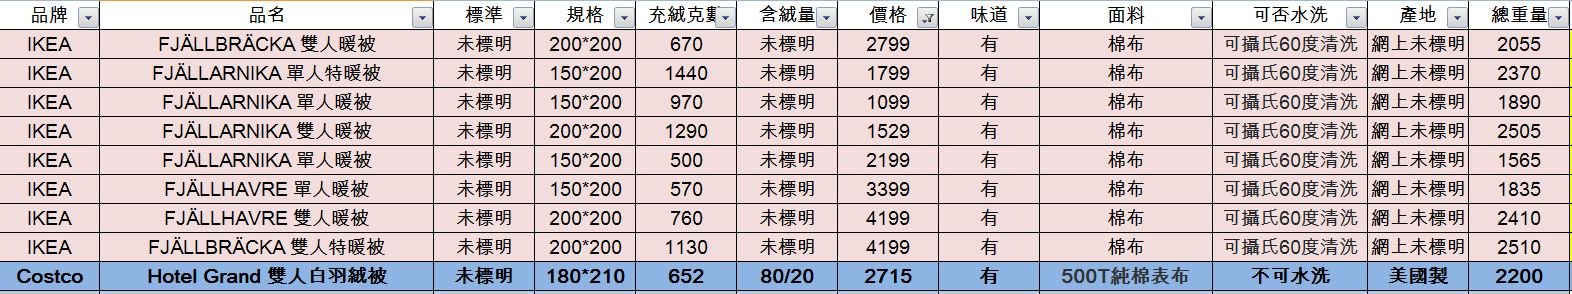 品牌 品名 標準 規格 充絨克數 含絨量 價格 味道 面料 可否水洗 產地 總重量
IKEA FJÄLLBRÄCKA 雙人暖被 未標明 200*200 670 未標明 2799 有 棉布 可攝氏60度清洗 網上未標明 2055
IKEA FJÄLLARNIKA 單人特暖被 未標明 150*200 1440 未標明 1799 有 棉布 可攝氏60度清洗 網上未標明 2370
IKEA FJÄLLARNIKA 單人暖被 未標明 150*200 970 未標明 1099 有 棉布 可攝氏60度清洗 網上未標明 1890
IKEA FJÄLLARNIKA 雙人暖被 未標明 200*200 1290 未標明 1529 有 棉布 可攝氏60度清洗 網上未標明 2505
IKEA FJÄLLARNIKA 單人暖被 未標明 150*200 500 未標明 2199 有 棉布 可攝氏60度清洗 網上未標明 1565
IKEA FJÄLLHAVRE 單人暖被 未標明 150*200 570 未標明 3399 有 棉布 可攝氏60度清洗 網上未標明 1835
IKEA FJÄLLHAVRE 雙人暖被 未標明 200*200 760 未標明 4199 有 棉布 可攝氏60度清洗 網上未標明 2410
IKEA FJÄLLBRÄCKA 雙人特暖被 未標明 200*200 1130 未標明 4199 有 棉布 可攝氏60度清洗 網上未標明 2510
Costco Hotel Grand 雙人白羽絨被 未標明 180*210 652 80/20 2715 有 500T純棉表布 不可水洗 美國製 2200